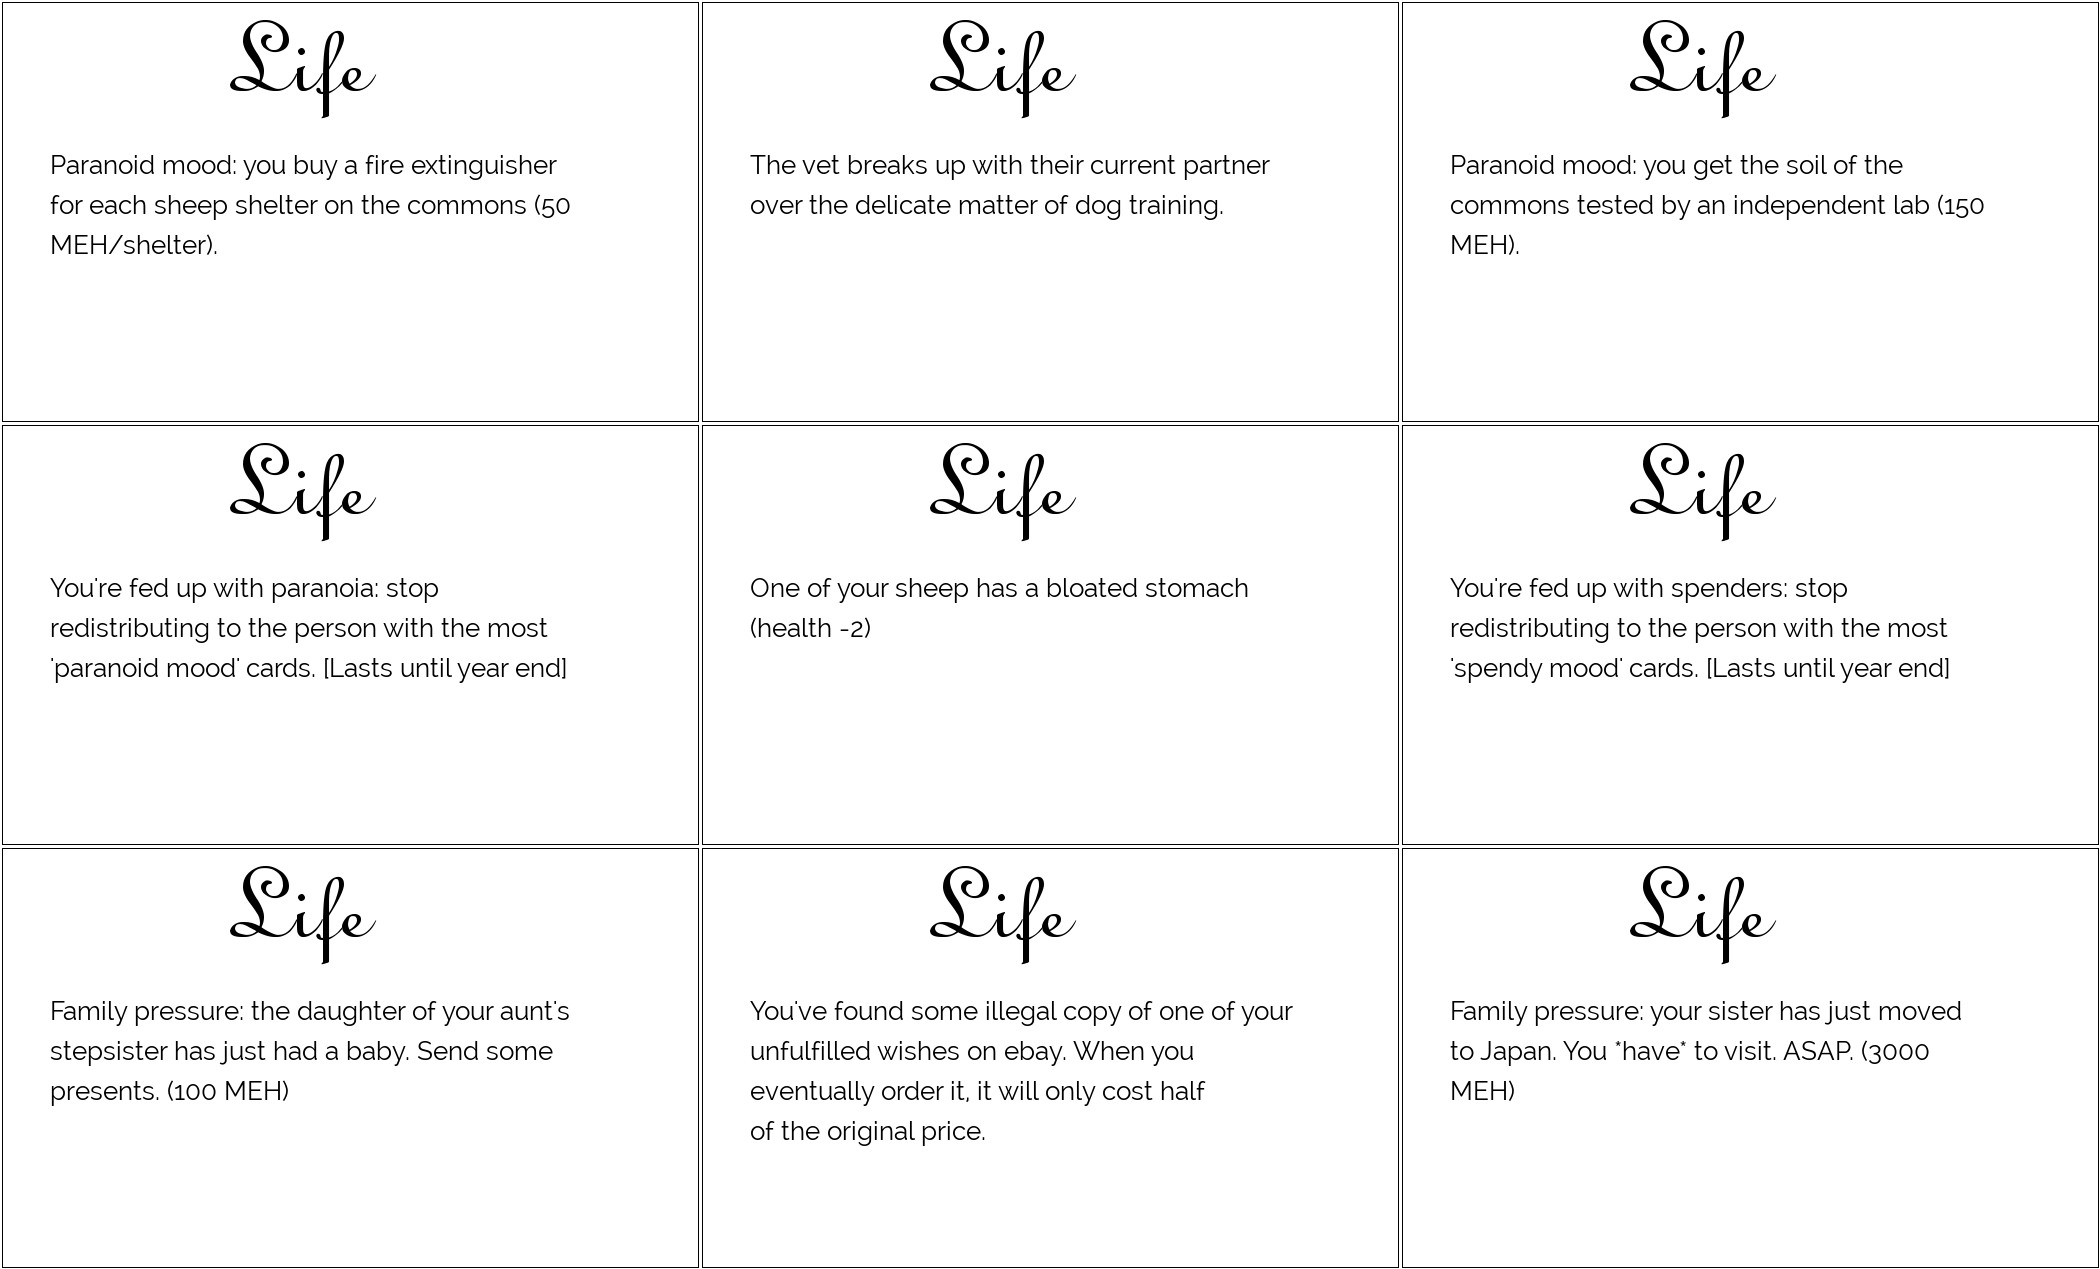 Life
Paranoid mood: you buy a fire extinguisher
for each sheep shelter on the commons (50
MEH/shelter).
Life
The vet breaks up with their current partner
over the delicate matter of dog training.
Life
Paranoid mood: you get the soil of the
commons tested by an independent lab (150
MEH).
Life
You're fed up with paranoia: stop
redistributing to the person with the most
'paranoid mood' cards. [Lasts until year end]
Life
One of your sheep has a bloated stomach
(health -2)
Life
You're fed up with spenders: stop
redistributing to the person with the most
'spendy mood' cards. [Lasts until year end]
Life
Family pressure: the daughter of your aunt's
stepsister has just had a baby. Send some
presents. (100 MEH)
Life
You've found some illegal copy of one of your
unfulfilled wishes on ebay. When you
eventually order it, it will only cost half
of the original price.
Life
Family pressure: your sister has just moved
to Japan. You *have* to visit. ASAP. (3000
MEH)